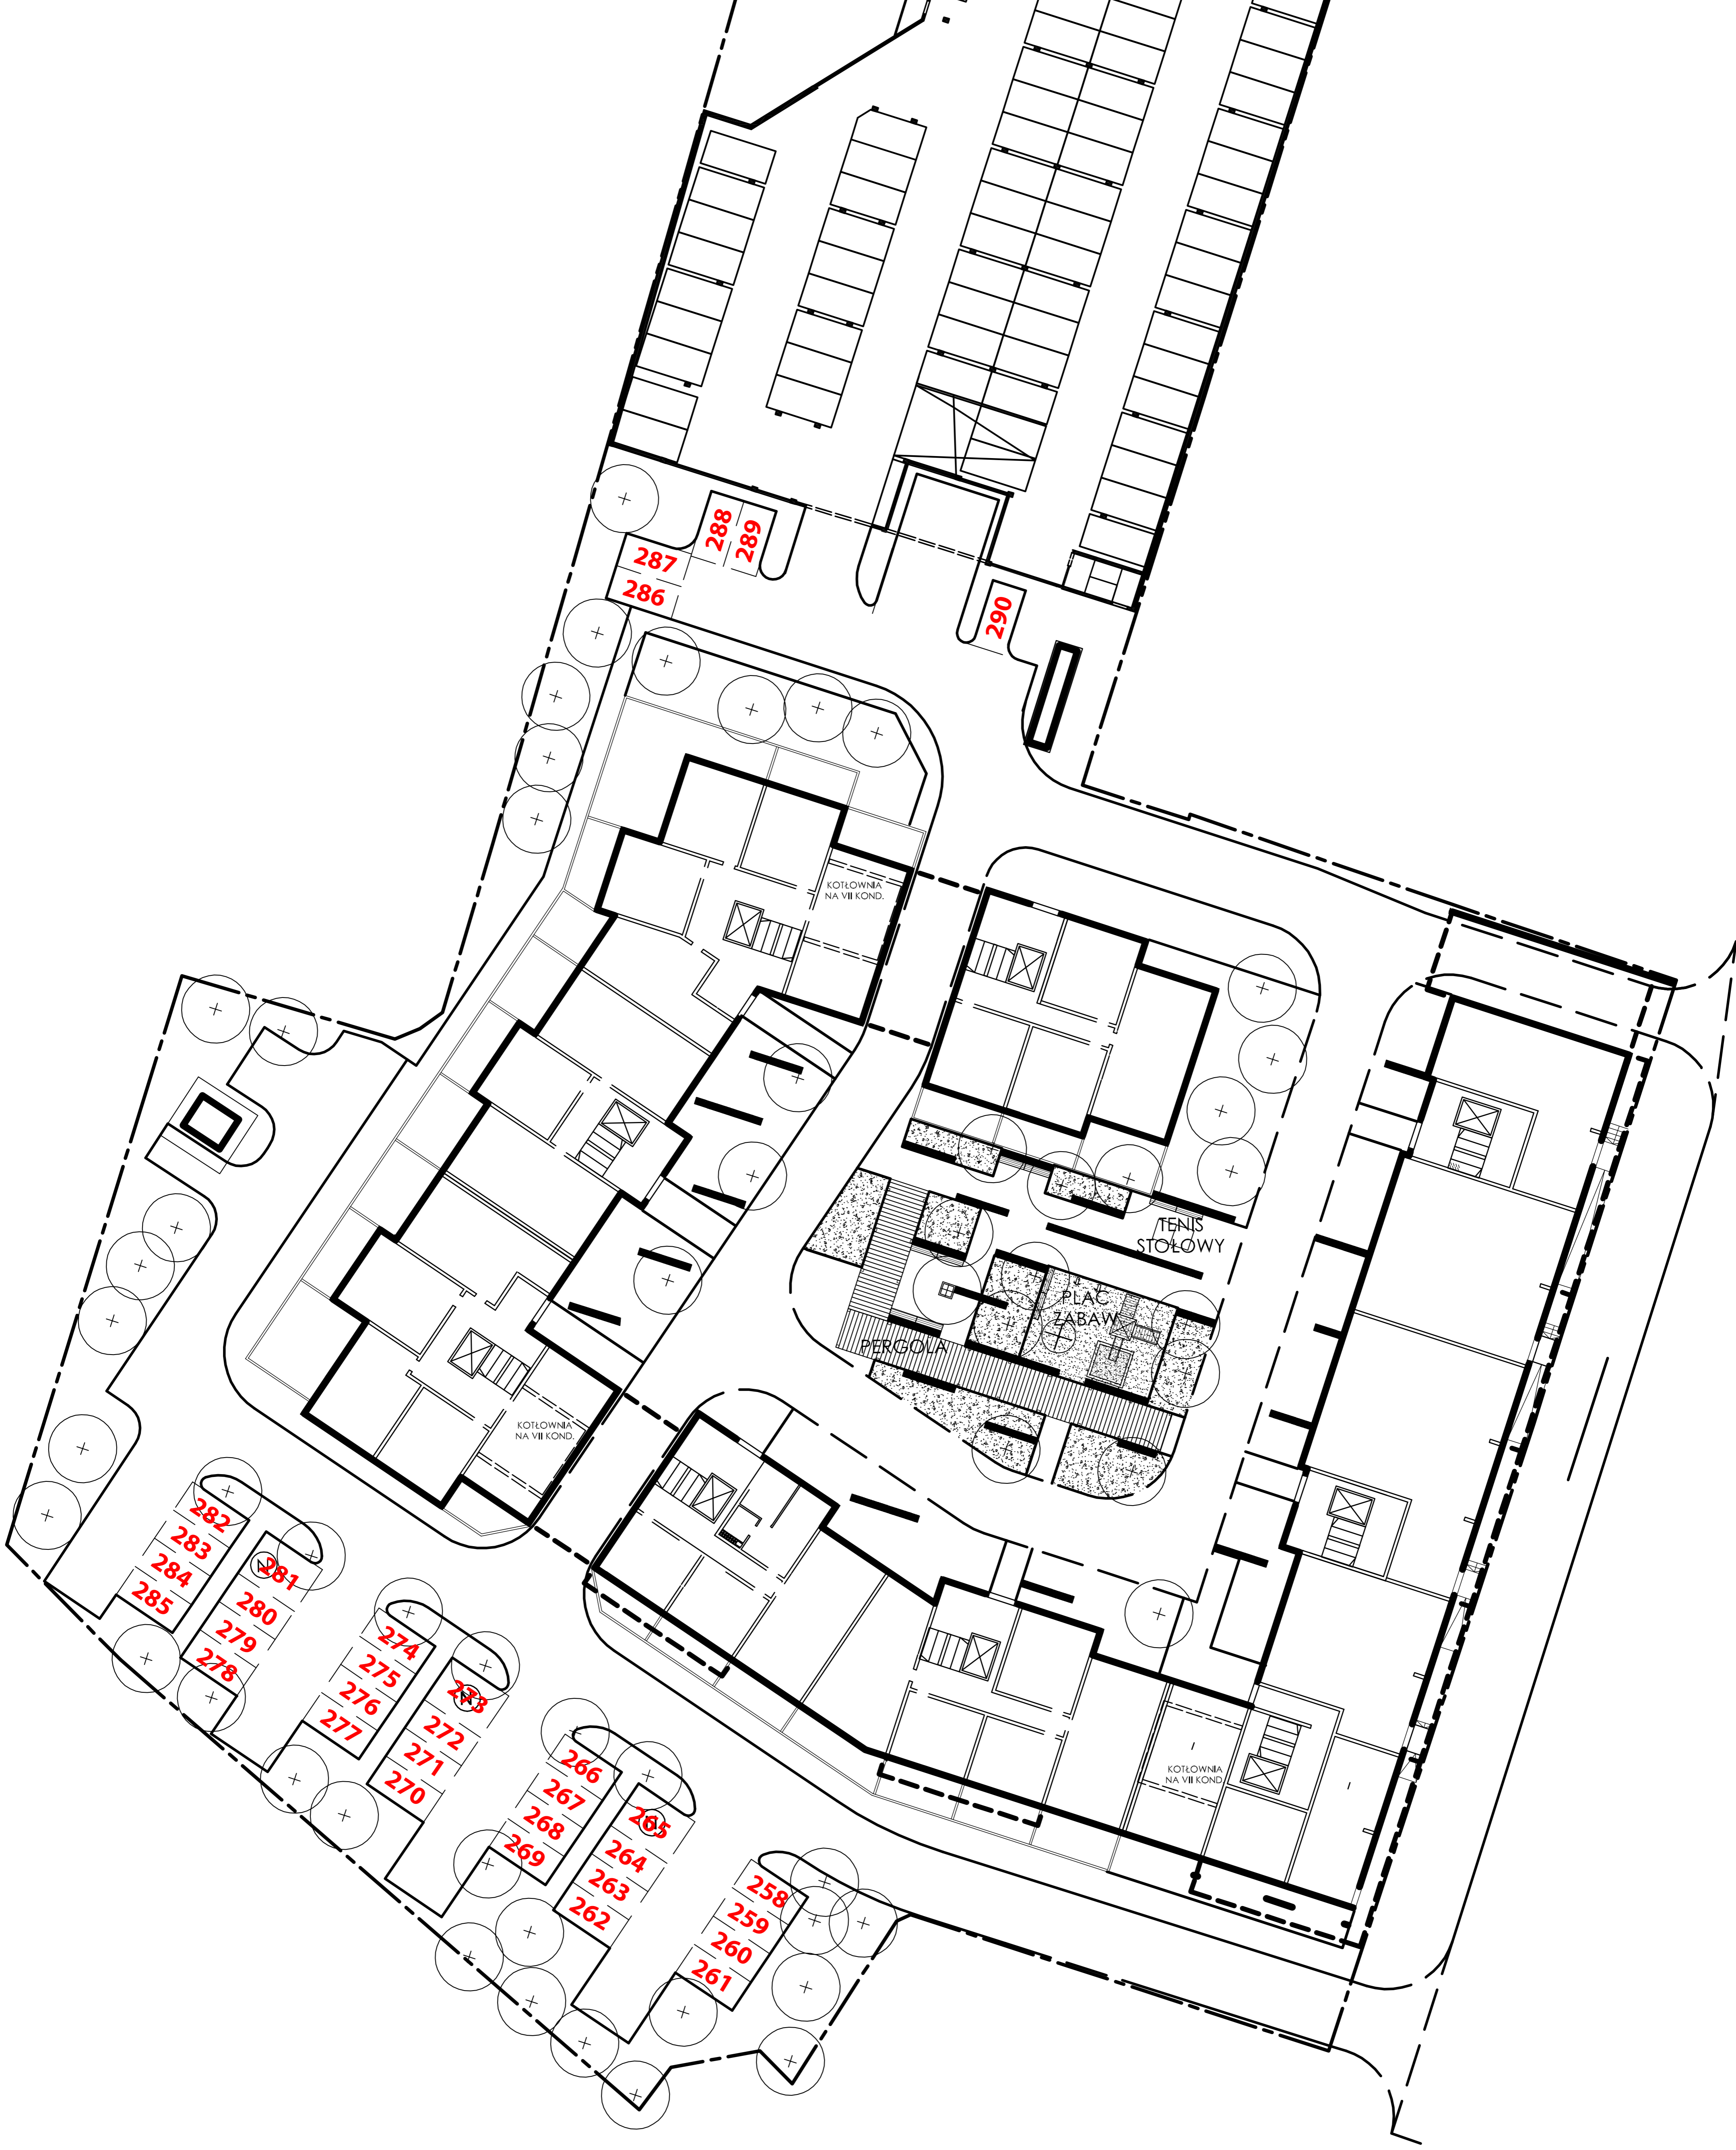 288
289
287
286
290
KOTŁOWNIA
NA VII KOND.
TENIS
STOŁOWY
PLAC
ZABAW
PERGOLA
KOTŁOWNIA
NA VII KOND.
282
283
284
285
N
281
280
279
278
274
275
276
277
273
N
272
271
270
266
267
268
269
265
N
264
263
262
258
259
260
261
KOTŁOWNIA
NA VII KOND.